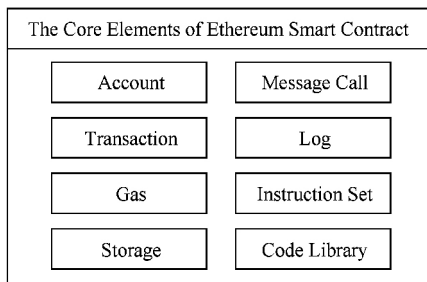 The Core Elements of Ethereum Smart Contract
Account
Message Call
Transaction
Log
Gas
Instruction Set
Storage
Code Library